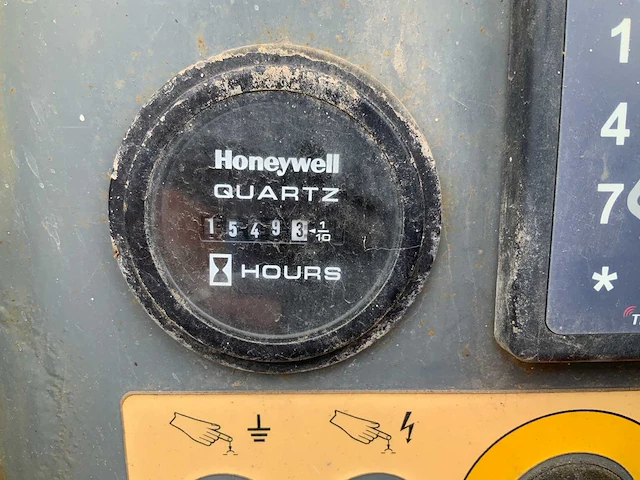 Honeywell
QUARTZ
15493 1/10
HOURS
1
4
7
*